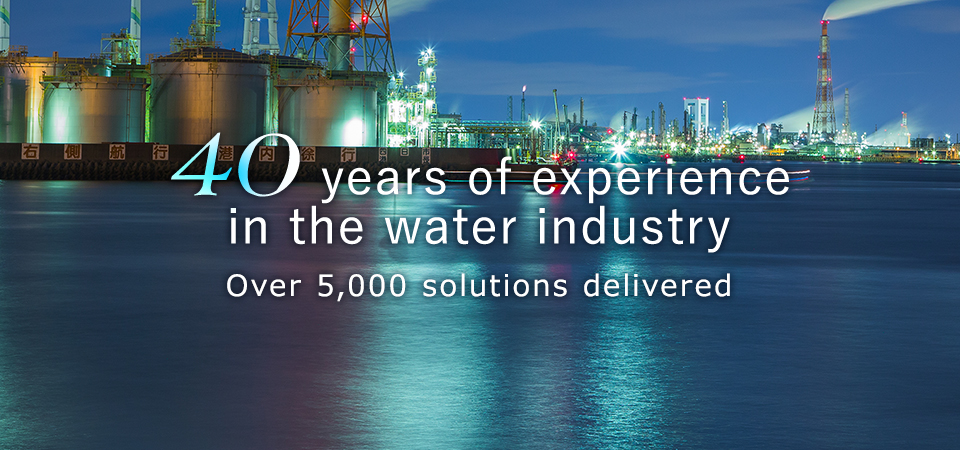 右側航行 港内徐行
40 years of experience
in the water industry
Over 5,000 solutions delivered